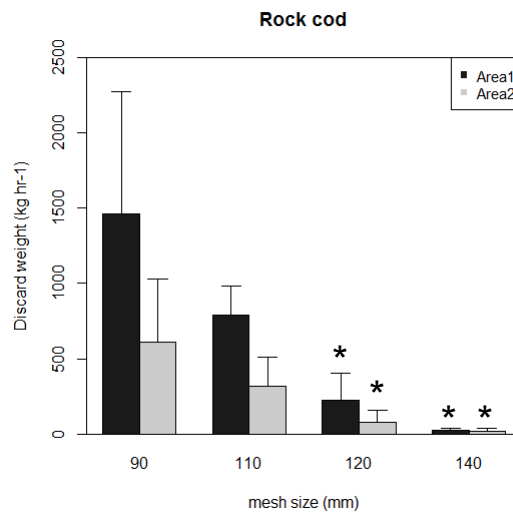 Rock cod
Area1
Area2
2500
2000
1500
1000
500
0
Discard weight (kg hr-1)
* * * *
90 110 120 140
mesh size (mm)